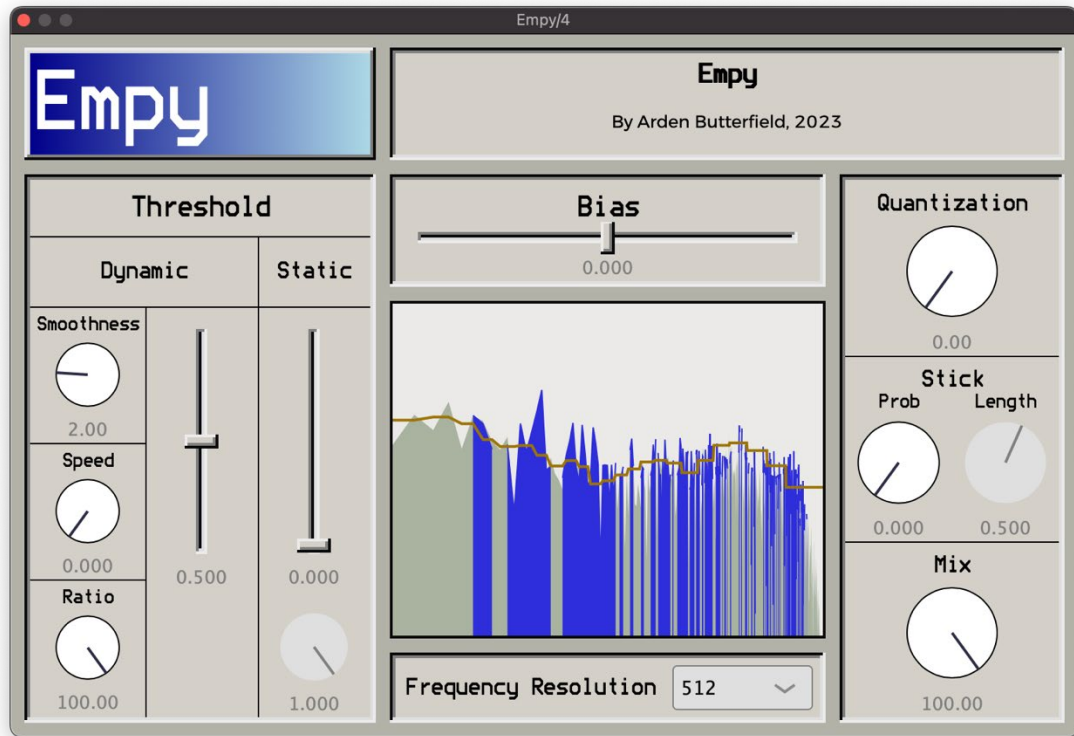 Empy/4
Empy
Empy
By Arden Butterfield, 2023
Threshold
Dynamic
Static
Smoothness
2.00
Speed
0.000
Ratio
100.00
0.500
0.000
1.000
Bias
0.000
Frequency Resolution 512
Quantization
0.00
Stick
Prob Length
0.000 0.500
Mix
100.00